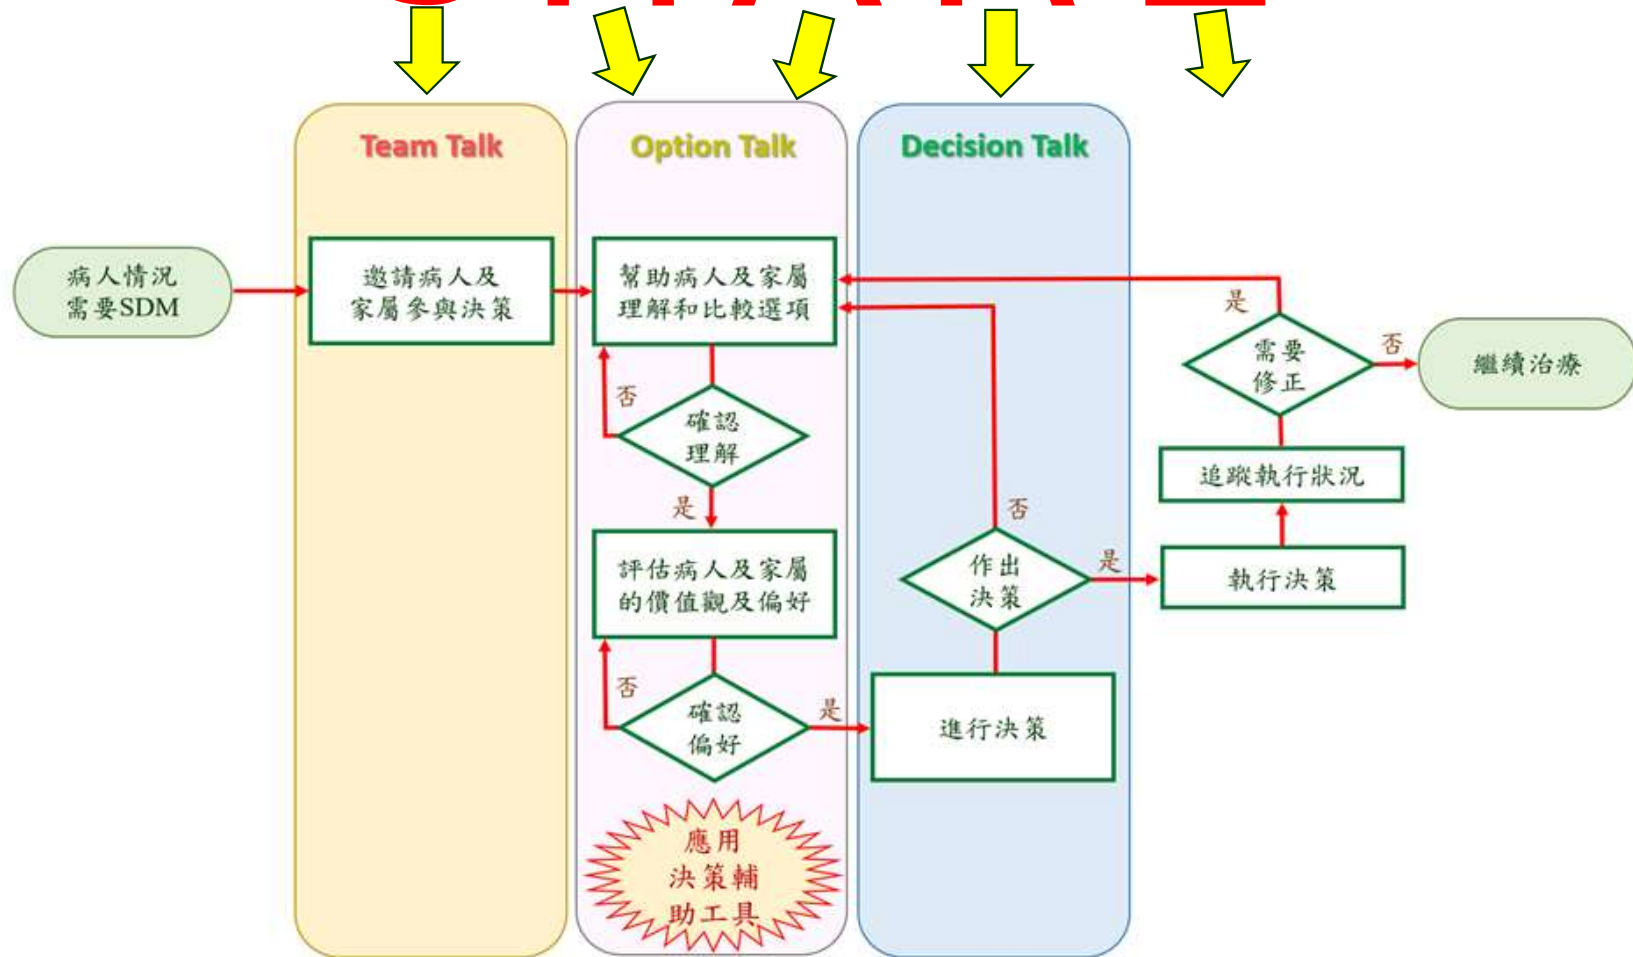 Team Talk
Option Talk
Decision Talk
病人情況
需要SDM
邀請病人及
家屬參與決策
幫助病人及家屬
理解和比較選項
否
確認
理解
是
評估病人及家屬
的價值觀及偏好
否
確認
偏好
是
應用
決策輔
助工具
進行決策
作出
決策
否
是
執行決策
追蹤執行狀況
需要
修正
是
否
繼續治療